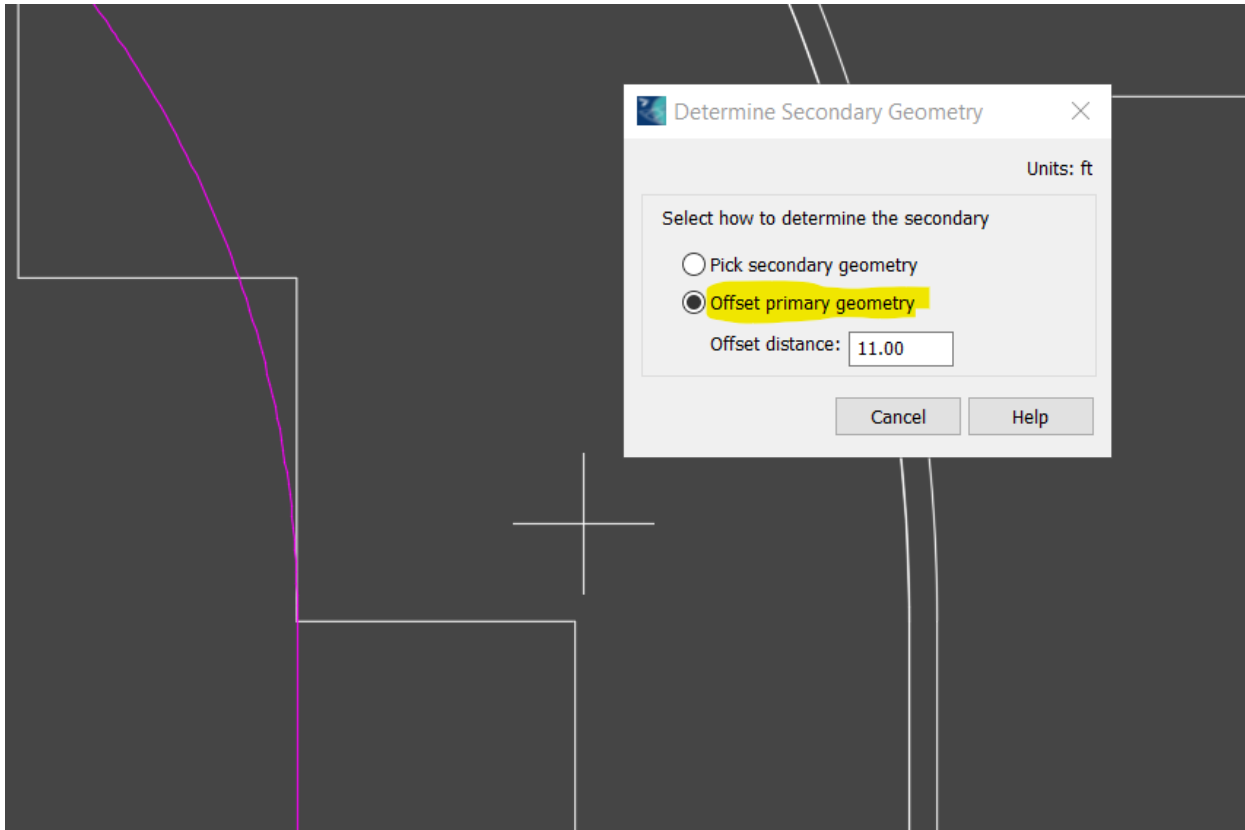 Determine Secondary Geometry
Units: ft
Select how to determine the secondary
Pick secondary geometry
Offset primary geometry
Offset distance: 11.00
Cancel Help